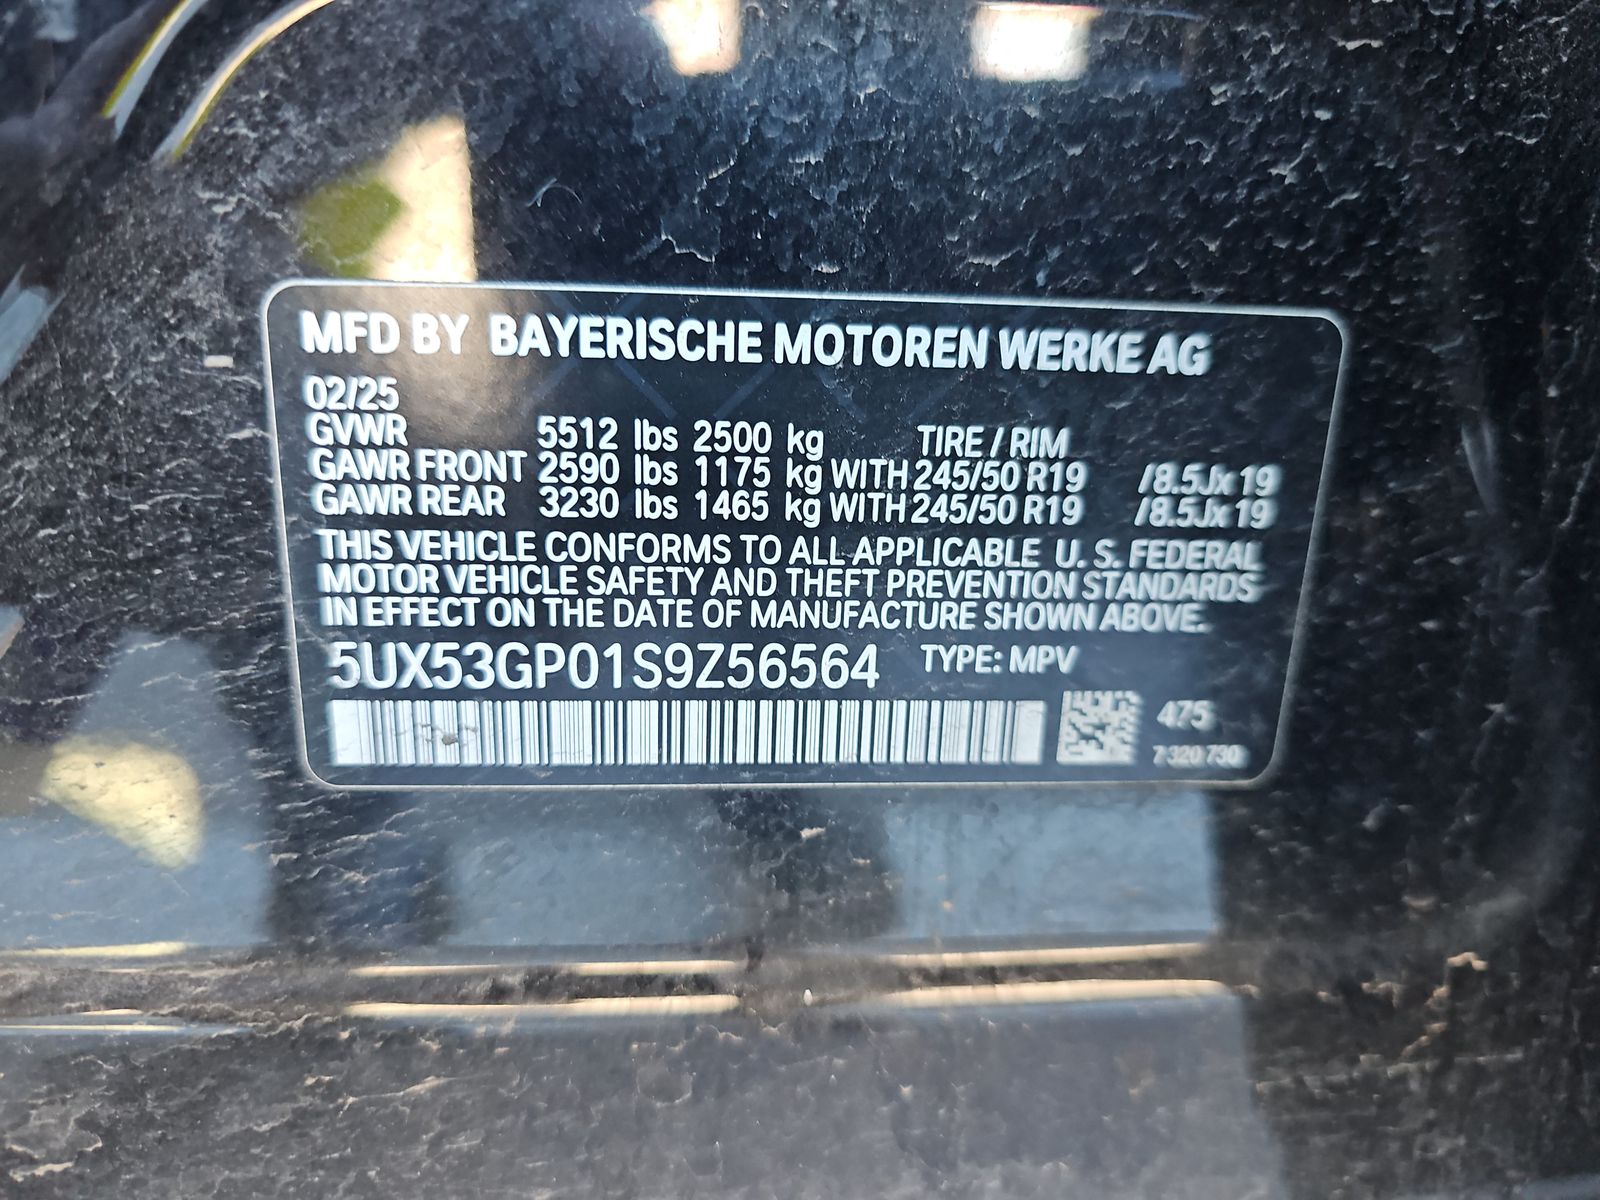 MFD BY BAYERISCHE MOTOREN WERKE AG
02/25
GVWR 5512 lbs 2500 kg TIRE / RIM
GAWR FRONT 2590 lbs 1175 kg WITH 245/50 R19 /8.5Jx19
GAWR REAR 3230 lbs 1465 kg WITH 245/50 R19 /8.5Jx19
THIS VEHICLE CONFORMS TO ALL APPLICABLE U. S. FEDERAL
MOTOR VEHICLE SAFETY AND THEFT PREVENTION STANDARDS
IN EFFECT ON THE DATE OF MANUFACTURE SHOWN ABOVE.
5UX53GP01S9Z56564 TYPE: MPV
475
7 320 730